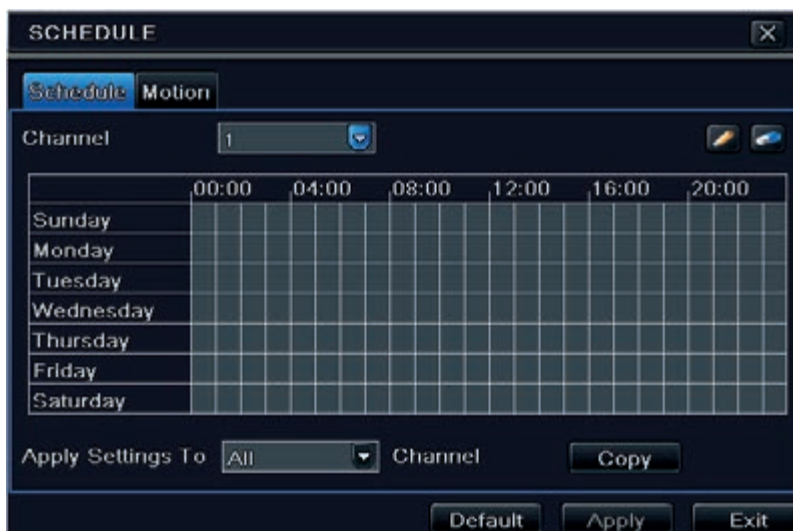 SCHEDULE
Schedule Motion
Channel 1
00:00 04:00 08:00 12:00 16:00 20:00
Sunday
Monday
Tuesday
Wednesday
Thursday
Friday
Saturday
Apply Settings To All Channel Copy
Default Apply Exit